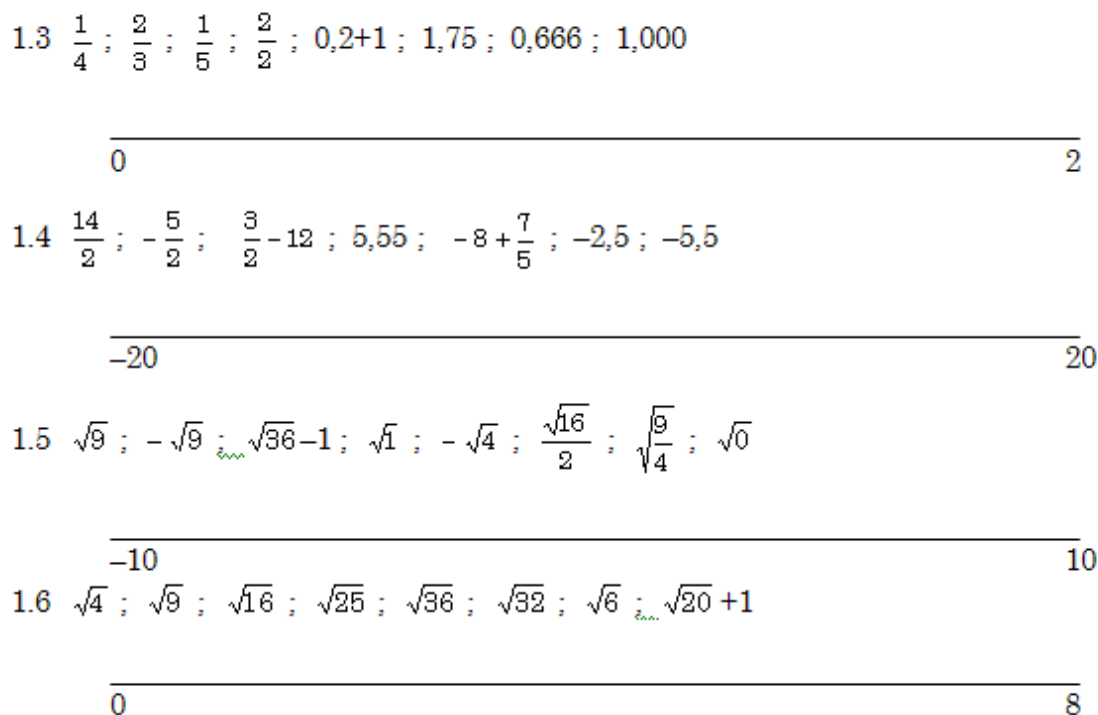 1.3 1/4 ; 2/3 ; 1/5 ; 2/2 ; 0,2+1 ; 1,75 ; 0,666 ; 1,000
0 2
1.4 14/2 ; -5/2 ; 3/2-12 ; 5,55 ; -8+7/5 ; –2,5 ; –5,5
–20 20
1.5 √9 ; -√9 ; √36–1 ; √1 ; -√4 ; √16/2 ; √(9/4) ; √0
–10 10
1.6 √4 ; √9 ; √16 ; √25 ; √36 ; √32 ; √6 ; √20 +1
0 8